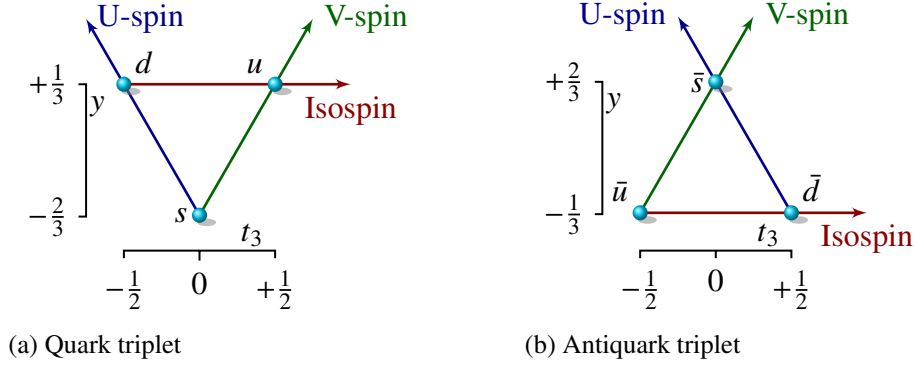 U-spin V-spin
d u
+1/3
y
Isospin
s
−2/3
t₃
−1/2 0 +1/2
(a) Quark triplet
U-spin V-spin
+2/3
y
s̄
ū d̄
−1/3
Isospin
t₃
−1/2 0 +1/2
(b) Antiquark triplet